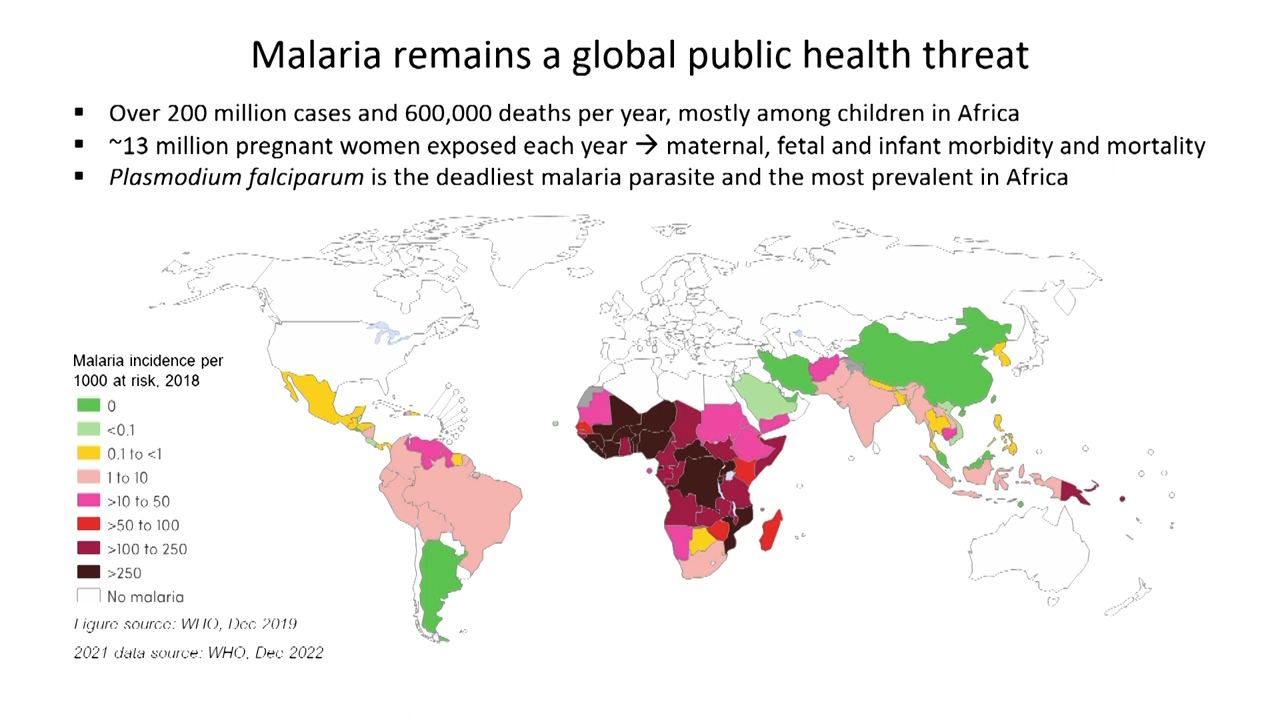 Malaria remains a global public health threat
▪ Over 200 million cases and 600,000 deaths per year, mostly among children in Africa
▪ ~13 million pregnant women exposed each year → maternal, fetal and infant morbidity and mortality
▪ Plasmodium falciparum is the deadliest malaria parasite and the most prevalent in Africa
Malaria incidence per
1000 at risk, 2018
0
<0.1
0.1 to <1
1 to 10
>10 to 50
>50 to 100
>100 to 250
>250
No malaria
Figure source: WHO, Dec 2019
2021 data source: WHO, Dec 2022